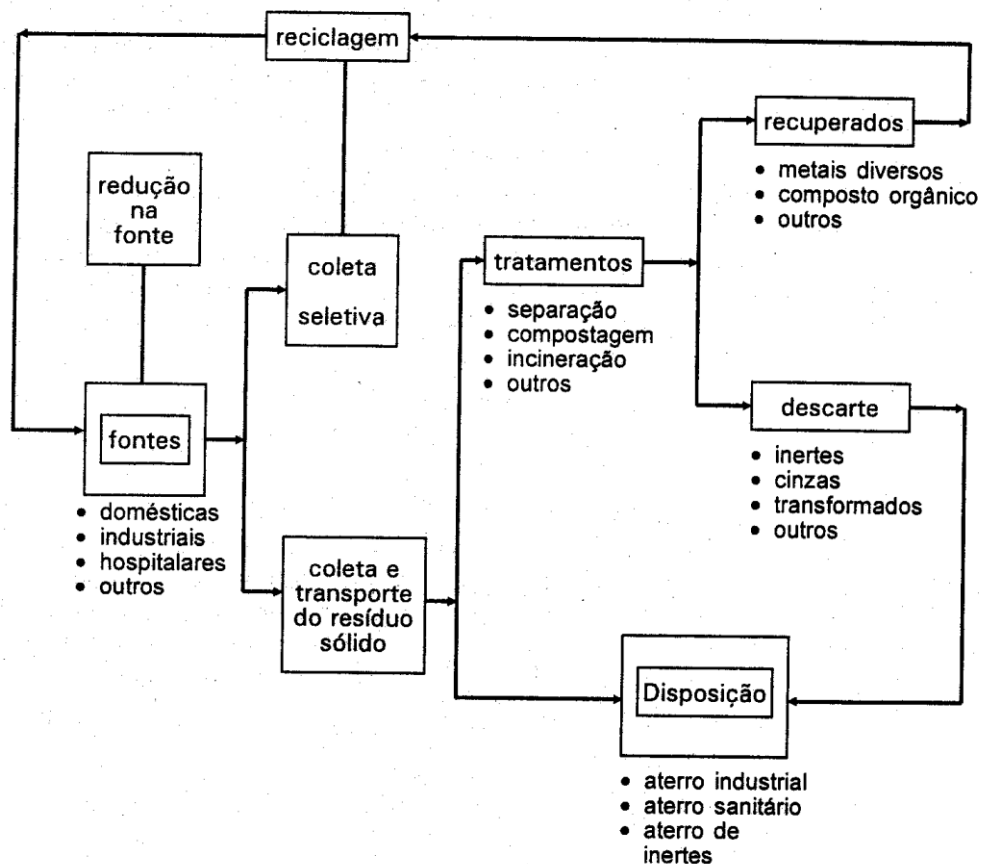 reciclagem
redução
na
fonte
fontes
• domésticas
• industriais
• hospitalares
• outros
coleta
seletiva
coleta e
transporte
do resíduo
sólido
tratamentos
• separação
• compostagem
• incineração
• outros
recuperados
• metais diversos
• composto orgânico
• outros
descarte
• inertes
• cinzas
• transformados
• outros
Disposição
• aterro industrial
• aterro sanitário
• aterro de
inertes